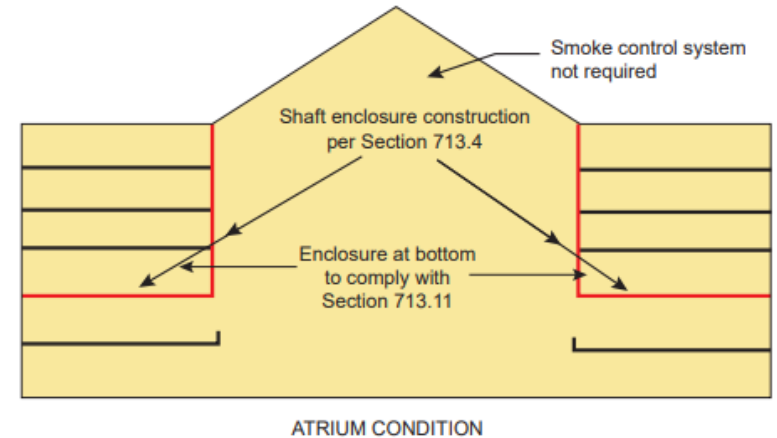 Smoke control system
not required
Shaft enclosure construction
per Section 713.4
Enclosure at bottom
to comply with
Section 713.11
ATRIUM CONDITION